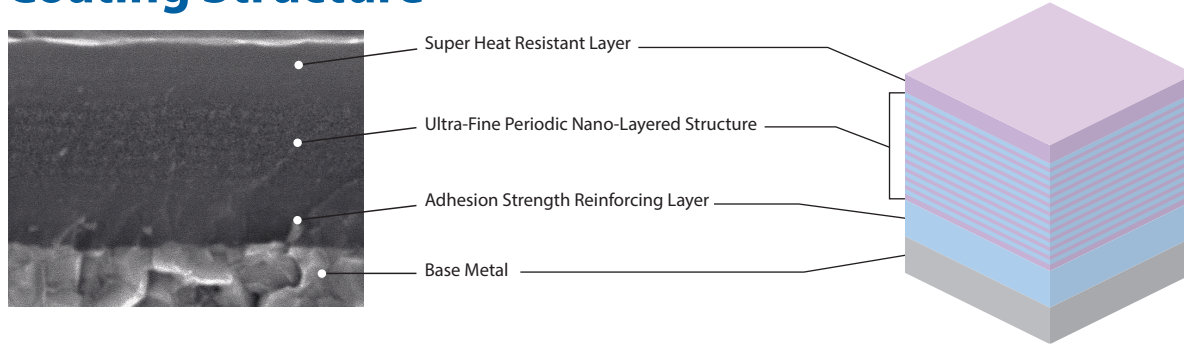 Coating Structure
Super Heat Resistant Layer
Ultra-Fine Periodic Nano-Layered Structure
Adhesion Strength Reinforcing Layer
Base Metal